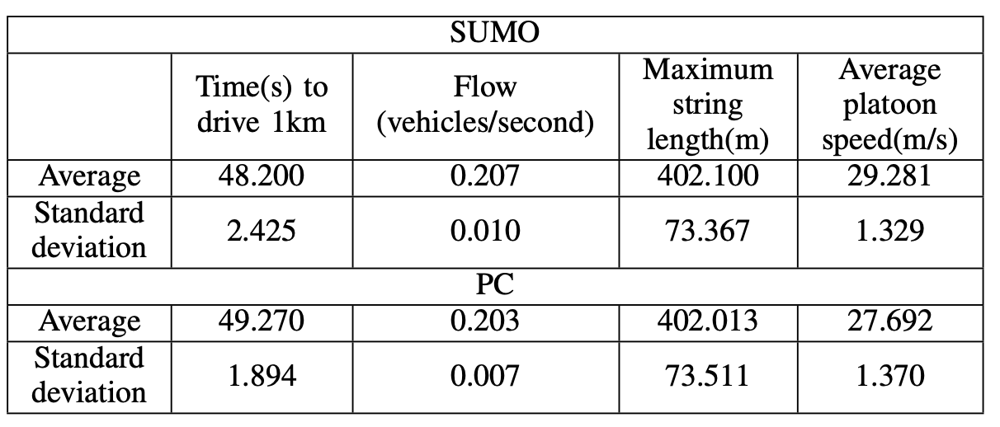 SUMO
Time(s) to drive 1km Flow (vehicles/second) Maximum string length(m) Average platoon speed(m/s)
Average 48.200 0.207 402.100 29.281
Standard deviation 2.425 0.010 73.367 1.329
PC
Average 49.270 0.203 402.013 27.692
Standard deviation 1.894 0.007 73.511 1.370